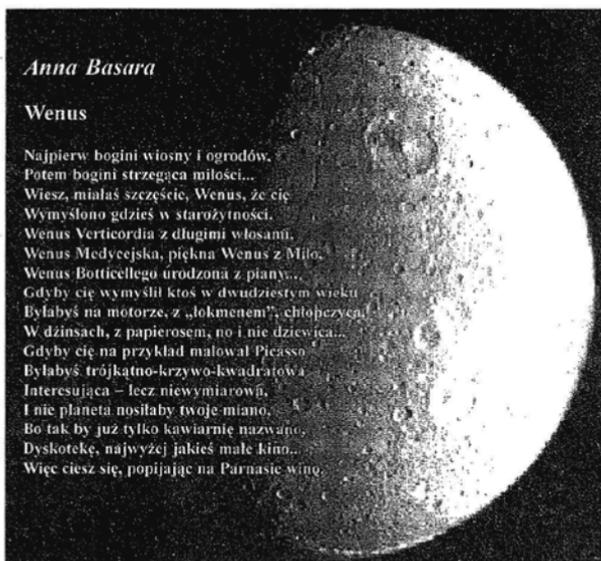 Anna Basara
Wenus
Najpierw bogini wiosny i ogrodów,
Potem bogini strzegąca miłości...
Wiesz, miałaś szczęście, Wenus, że cię
Wymyślono gdzieś w starożytności.
Wenus Verticordia z długimi włosami,
Wenus Medycejska, piękna Wenus z Milo,
Wenus Botticellego urodzona z piany...
Gdyby cię wymyślił ktoś w dwudziestym wieku
Byłabyś na motorze, z „łokmenem”, chłopczyca,
W dżinsach, z papierosem, no i nie dziewica...
Gdyby cię na przykład malował Picasso
Byłabyś trójkątno-krzywo-kwadratowa
Interesująca – lecz niewymiarowa,
I nie planeta nosiłaby twoje miano,
Bo tak by już tylko kawiarnię nazwano,
Dyskotekę, najwyżej jakieś małe kino...
Więc ciesz się, popijając na Parnasie wino.